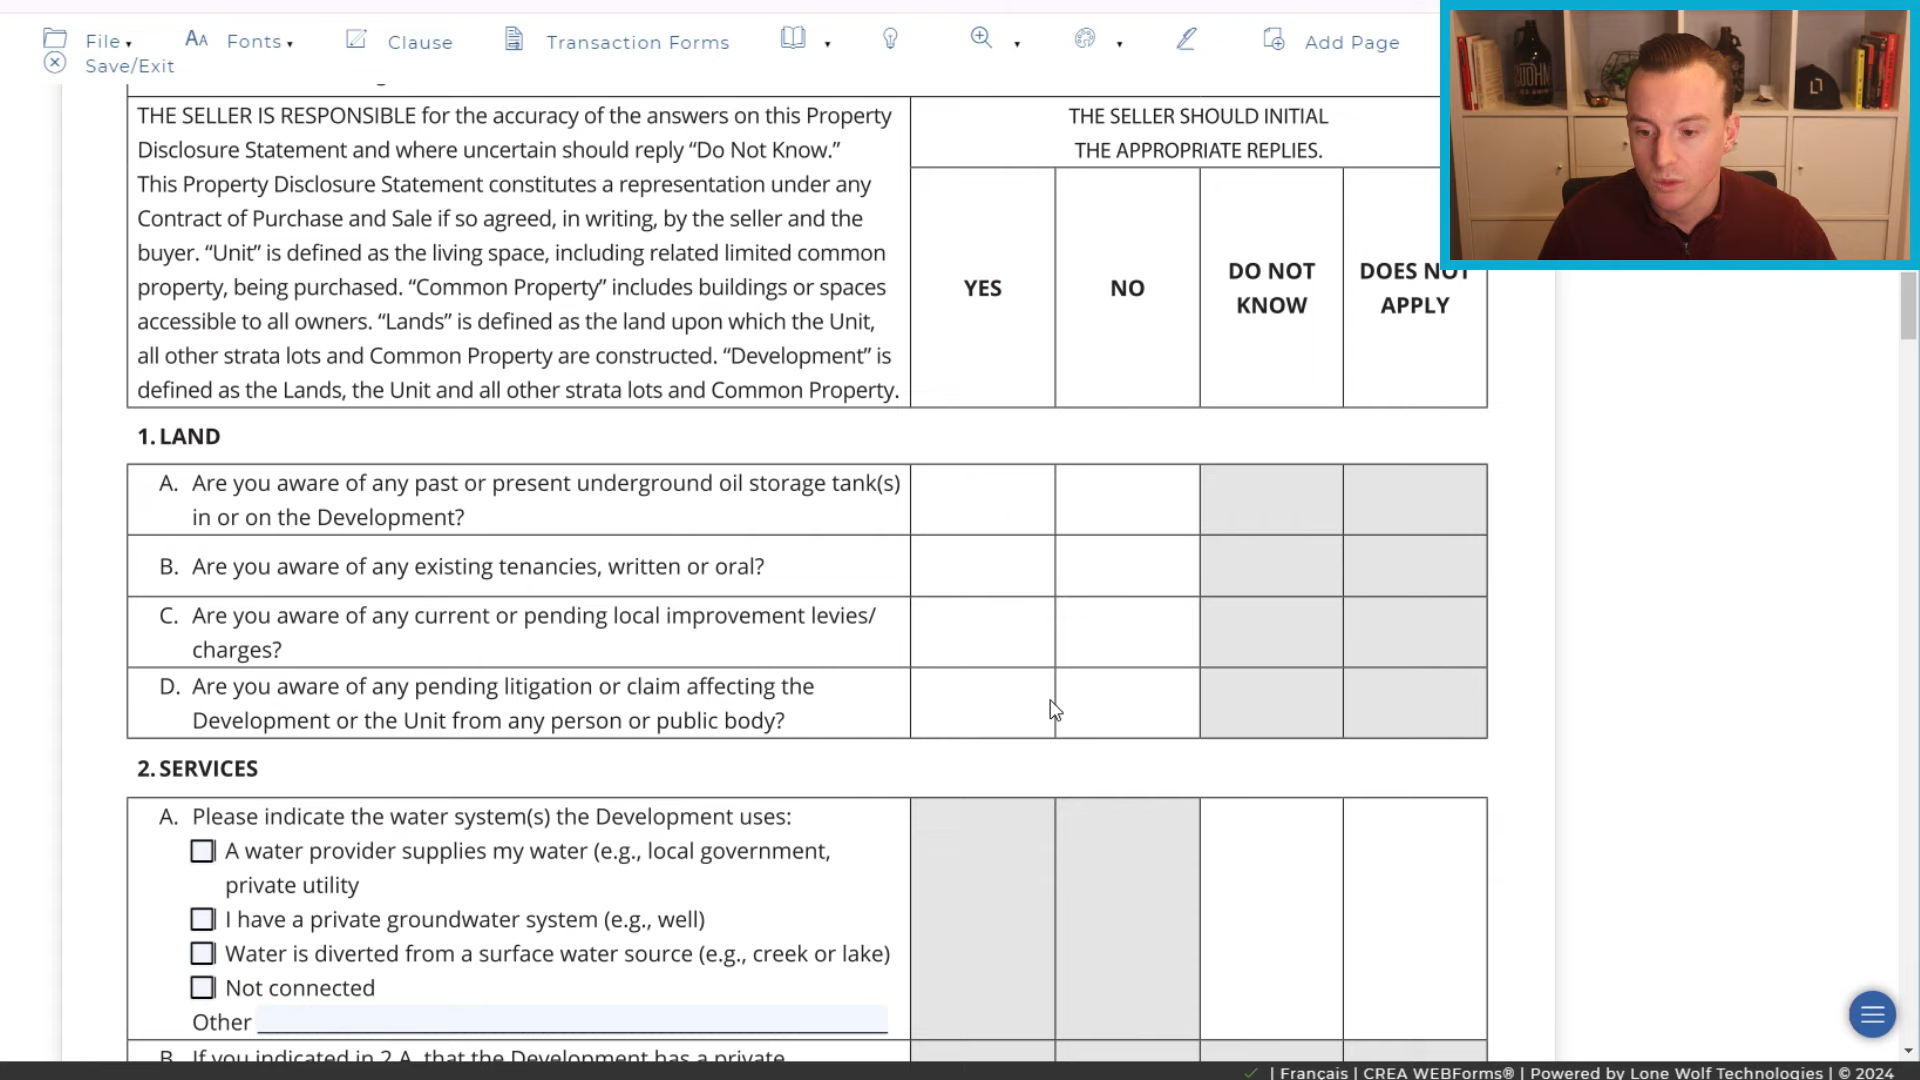 File
Fonts
Clause
Transaction Forms
Add Page
Save/Exit
THE SELLER IS RESPONSIBLE for the accuracy of the answers on this Property
Disclosure Statement and where uncertain should reply “Do Not Know.”
This Property Disclosure Statement constitutes a representation under any
Contract of Purchase and Sale if so agreed, in writing, by the seller and the
buyer. “Unit” is defined as the living space, including related limited common
property, being purchased. “Common Property” includes buildings or spaces
accessible to all owners. “Lands” is defined as the land upon which the Unit,
all other strata lots and Common Property are constructed. “Development” is
defined as the Lands, the Unit and all other strata lots and Common Property.
THE SELLER SHOULD INITIAL
THE APPROPRIATE REPLIES.
YES
NO
DO NOT
KNOW
DOES NOT
APPLY
1. LAND
A. Are you aware of any past or present underground oil storage tank(s)
in or on the Development?
B. Are you aware of any existing tenancies, written or oral?
C. Are you aware of any current or pending local improvement levies/
charges?
D. Are you aware of any pending litigation or claim affecting the
Development or the Unit from any person or public body?
2. SERVICES
A. Please indicate the water system(s) the Development uses:
A water provider supplies my water (e.g., local government,
private utility
I have a private groundwater system (e.g., well)
Water is diverted from a surface water source (e.g., creek or lake)
Not connected
Other
B. If you indicated in 2.A. that the Development has a private
| Français | CREA WEBForms® | Powered by Lone Wolf Technologies | © 2024